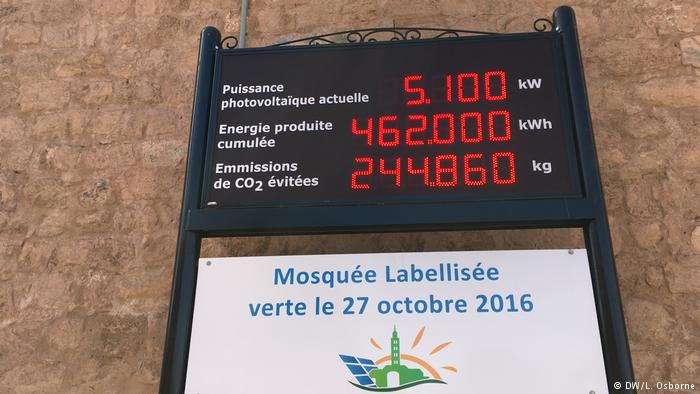 Puissance
photovoltaïque actuelle 5.100 kW
Energie produite
cumulée 462.000 kWh
Emmissions
de CO2 évitées 244.860 kg
Mosquée Labellisée
verte le 27 octobre 2016
© DW/L. Osborne